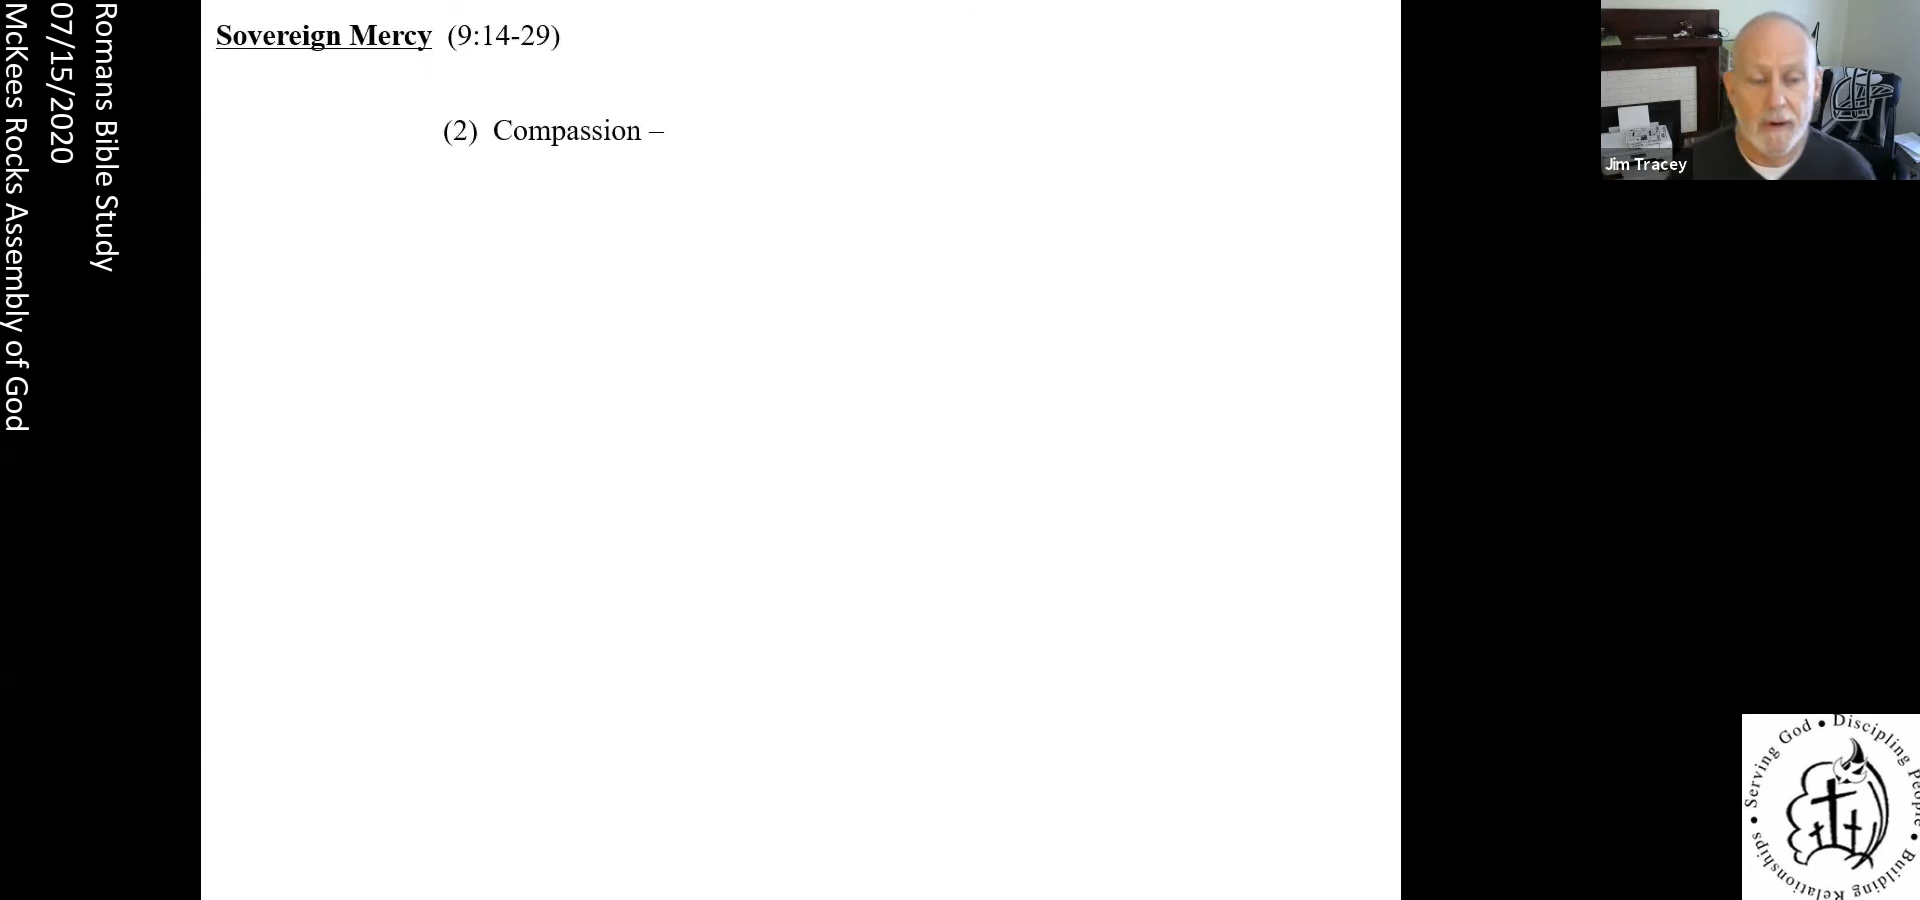 Sovereign Mercy (9:14-29)
(2) Compassion –
Romans Bible Study
07/15/2020
McKees Rocks Assembly of God
Jim Tracey
Serving God • Discipling People • Building Relationships •